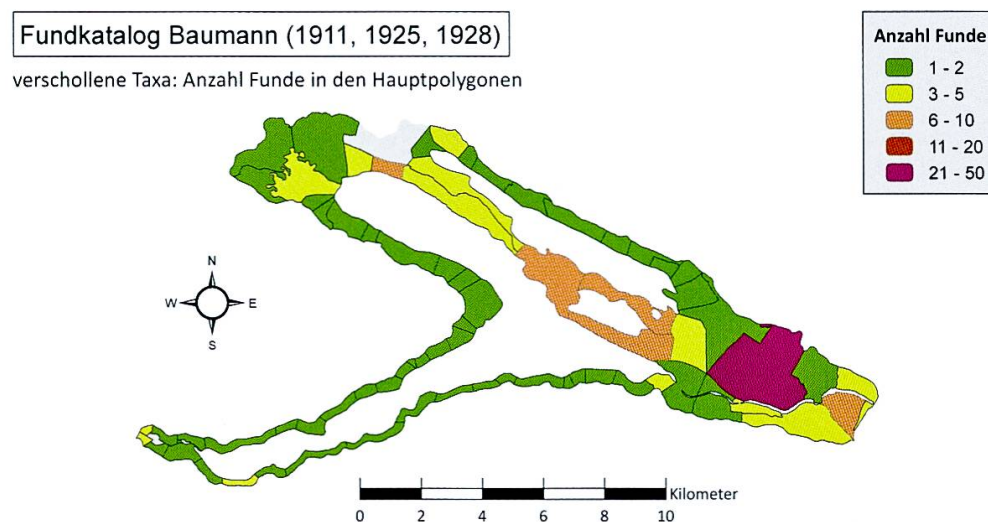 Fundkatalog Baumann (1911, 1925, 1928)
verschollene Taxa: Anzahl Funde in den Hauptpolygonen
Anzahl Funde
1 - 2
3 - 5
6 - 10
11 - 20
21 - 50
N
W E
S
Kilometer
0 2 4 6 8 10